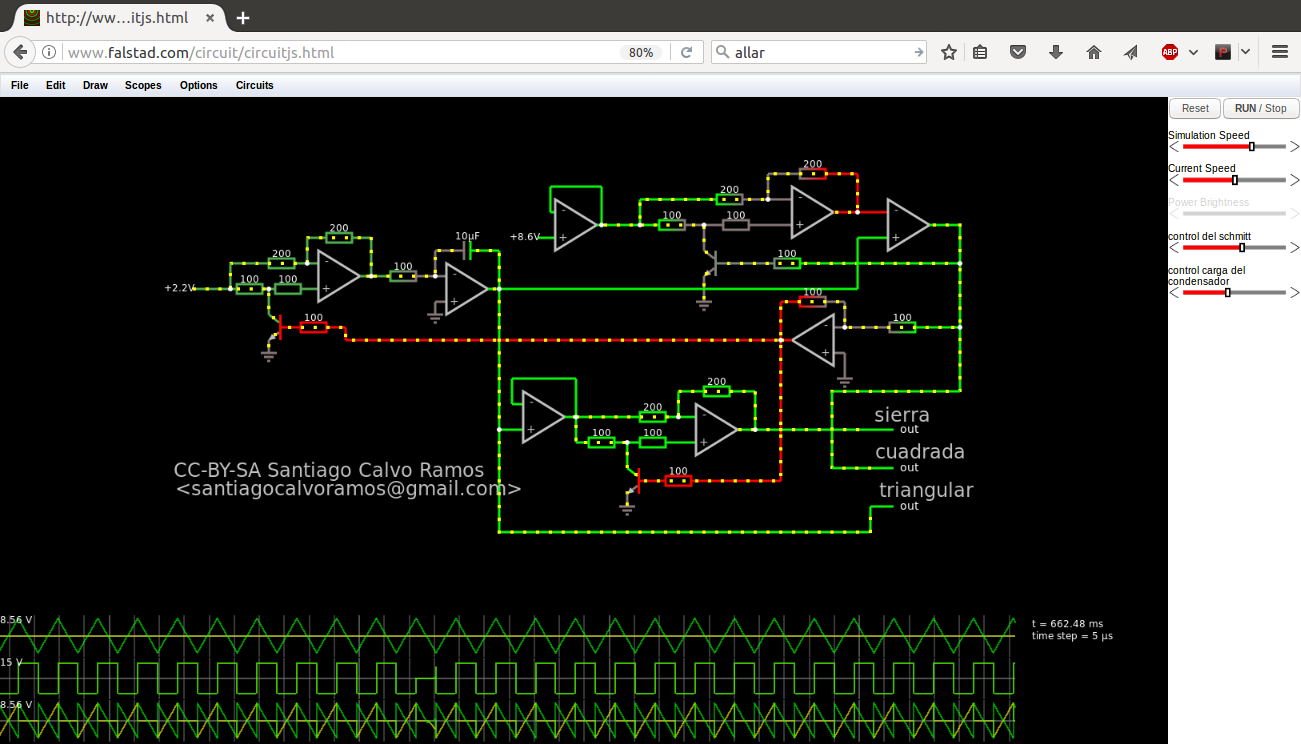 http://ww...itjs.html
www.falstad.com/circuit/circuitjs.html
80%
allar
ABP
P
File Edit Draw Scopes Options Circuits
Reset
RUN / Stop
Simulation Speed
Current Speed
Power Brightness
control del schmitt
control carga del
condensador
200
200
100
100
+8.6V
200
200
100
100
+2.2V
10µF
100
100
100
100
100
200
200
100
100
100
sierra
out
cuadrada
out
triangular
out
CC-BY-SA Santiago Calvo Ramos
<santiagocalvoramos@gmail.com>
8.56 V
15 V
8.56 V
t = 662.48 ms
time step = 5 µs